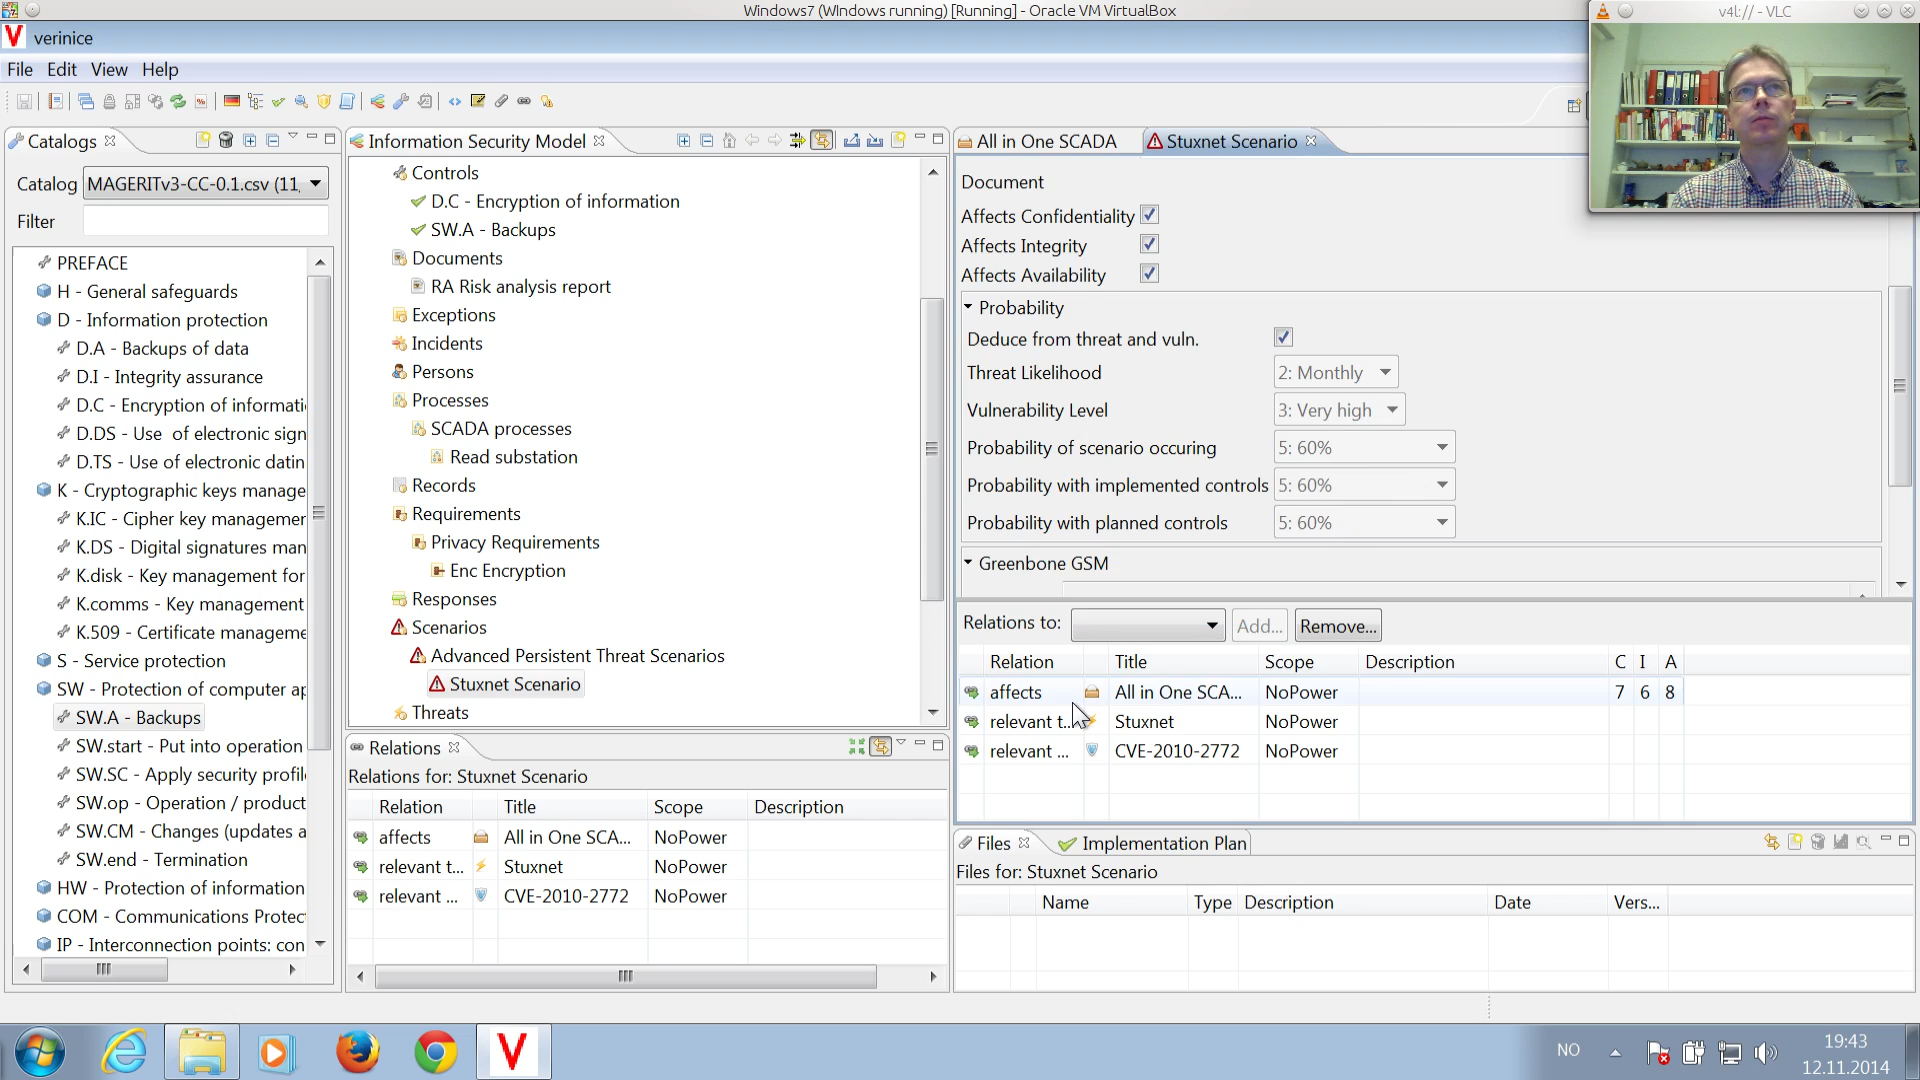 Windows7 (WIndows running) [Running] - Oracle VM VirtualBox
v4l:// - VLC
verinice
File Edit View Help
Catalogs
Catalog MAGERITv3-CC-0.1.csv (11,
Filter
PREFACE
H - General safeguards
D - Information protection
D.A - Backups of data
D.I - Integrity assurance
D.C - Encryption of informati
D.DS - Use of electronic sign
D.TS - Use of electronic datin
K - Cryptographic keys manage
K.IC - Cipher key managemer
K.DS - Digital signatures man
K.disk - Key management for
K.comms - Key management
K.509 - Certificate manageme
S - Service protection
SW - Protection of computer ap
SW.A - Backups
SW.start - Put into operation
SW.SC - Apply security profil
SW.op - Operation / product
SW.CM - Changes (updates a
SW.end - Termination
HW - Protection of information
COM - Communications Protec
IP - Interconnection points: con
Information Security Model
Controls
D.C - Encryption of information
SW.A - Backups
Documents
RA Risk analysis report
Exceptions
Incidents
Persons
Processes
SCADA processes
Read substation
Records
Requirements
Privacy Requirements
Enc Encryption
Responses
Scenarios
Advanced Persistent Threat Scenarios
Stuxnet Scenario
Threats
Relations
Relations for: Stuxnet Scenario
Relation Title Scope Description
affects All in One SCA... NoPower
relevant t... Stuxnet NoPower
relevant ... CVE-2010-2772 NoPower
All in One SCADA
Stuxnet Scenario
Document
Affects Confidentiality
Affects Integrity
Affects Availability
Probability
Deduce from threat and vuln.
Threat Likelihood 2: Monthly
Vulnerability Level 3: Very high
Probability of scenario occuring 5: 60%
Probability with implemented controls 5: 60%
Probability with planned controls 5: 60%
Greenbone GSM
Relations to: Add... Remove...
Relation Title Scope Description C I A
affects All in One SCA... NoPower 7 6 8
relevant t... Stuxnet NoPower
relevant ... CVE-2010-2772 NoPower
Files
Implementation Plan
Files for: Stuxnet Scenario
Name Type Description Date Vers...
NO
19:43
12.11.2014